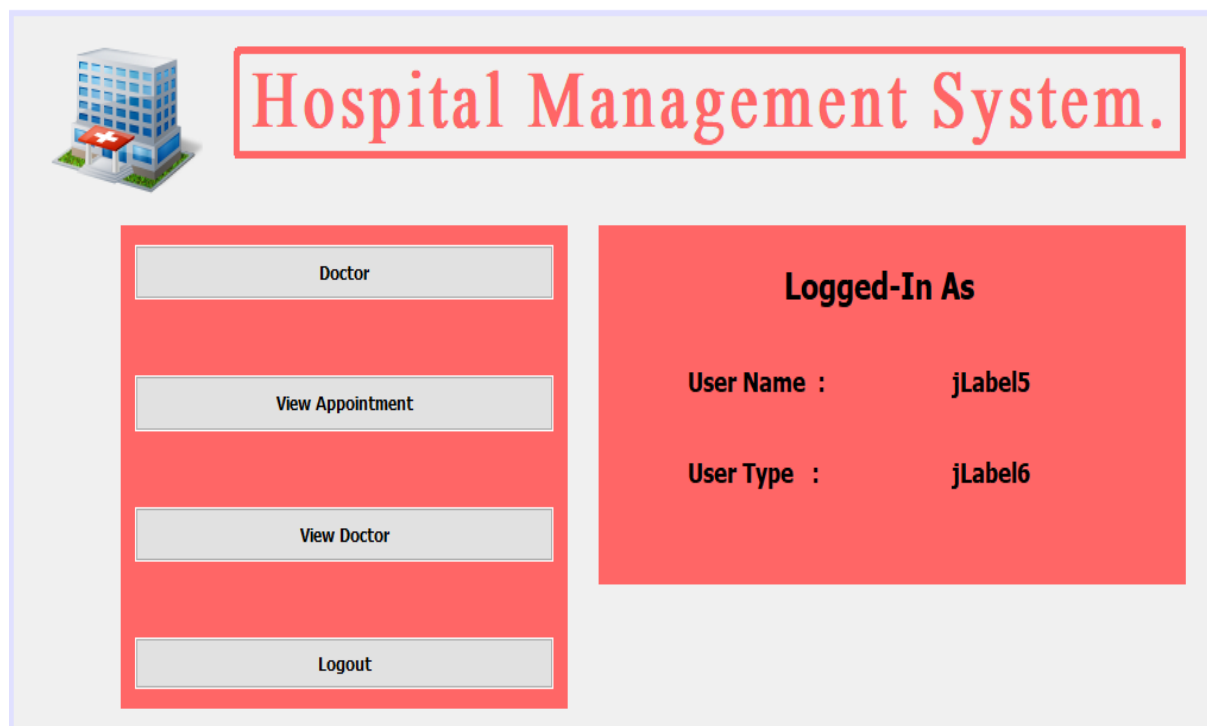 Hospital Management System.
Doctor
View Appointment
View Doctor
Logout
Logged-In As
User Name : jLabel5
User Type : jLabel6